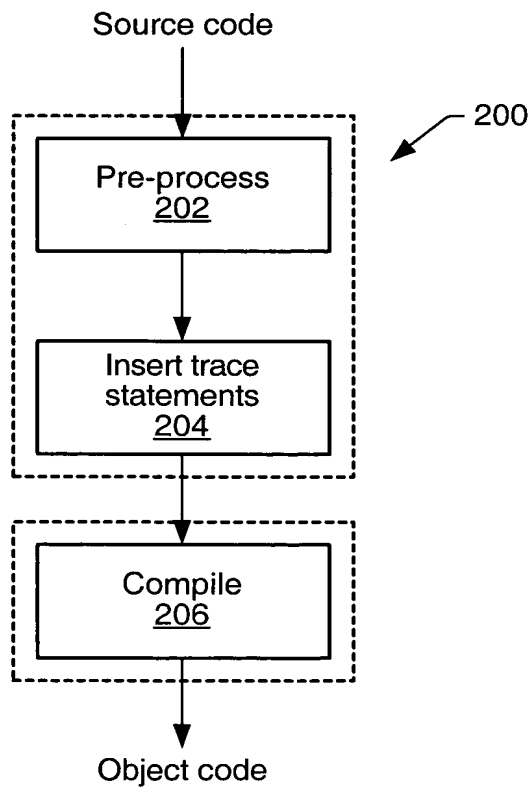 Source code
200
Pre-process
202
Insert trace
statements
204
Compile
206
Object code